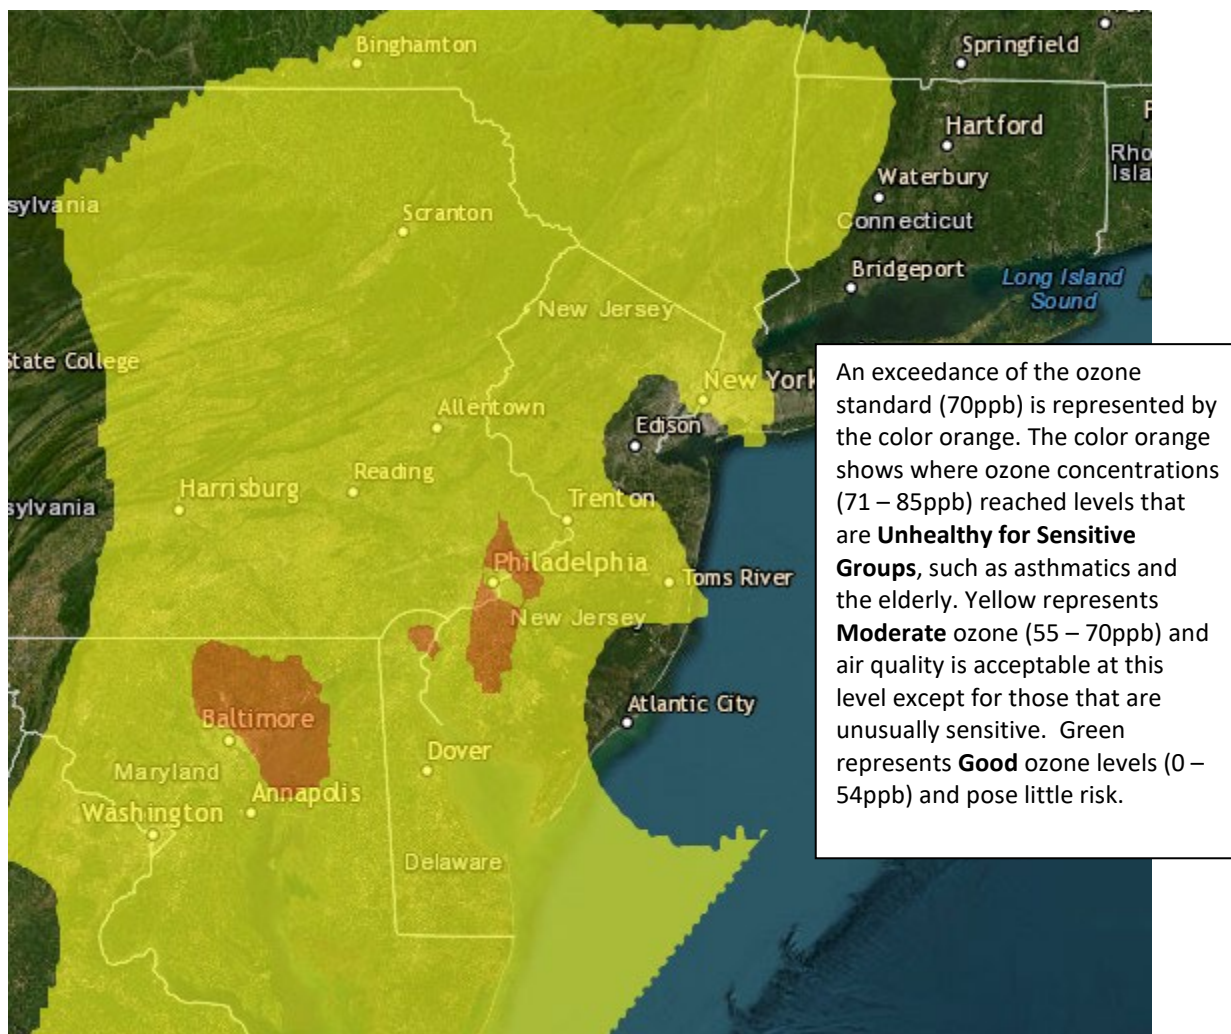 Binghamton
Springfield
Hartford
Rho
Isla
Waterbury
Connecticut
sylvania
Scranton
Bridgeport
Long Island
Sound
New Jersey
State College
New York
Allentown
Edison
Reading
Harrisburg
Trenton
sylvania
Philadelphia
Toms River
New Jersey
Atlantic City
Baltimore
Dover
Maryland
Annapolis
Washington
Delaware
An exceedance of the ozone
standard (70ppb) is represented by
the color orange. The color orange
shows where ozone concentrations
(71 – 85ppb) reached levels that
are Unhealthy for Sensitive
Groups, such as asthmatics and
the elderly. Yellow represents
Moderate ozone (55 – 70ppb) and
air quality is acceptable at this
level except for those that are
unusually sensitive.  Green
represents Good ozone levels (0 –
54ppb) and pose little risk.